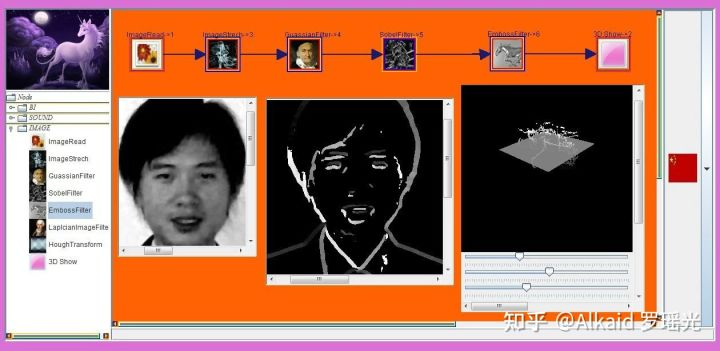 ImageRead->1
ImageStrech->3
GuassianFilter->4
SobelFilter->5
EmbossFilter->6
3D Show->2
Node
BI
SOUND
IMAGE
ImageRead
ImageStrech
GuassianFilter
SobelFilter
EmbossFilter
LaplcianImageFilte
HoughTransform
3D Show
知乎 @Alkaid 罗瑶光